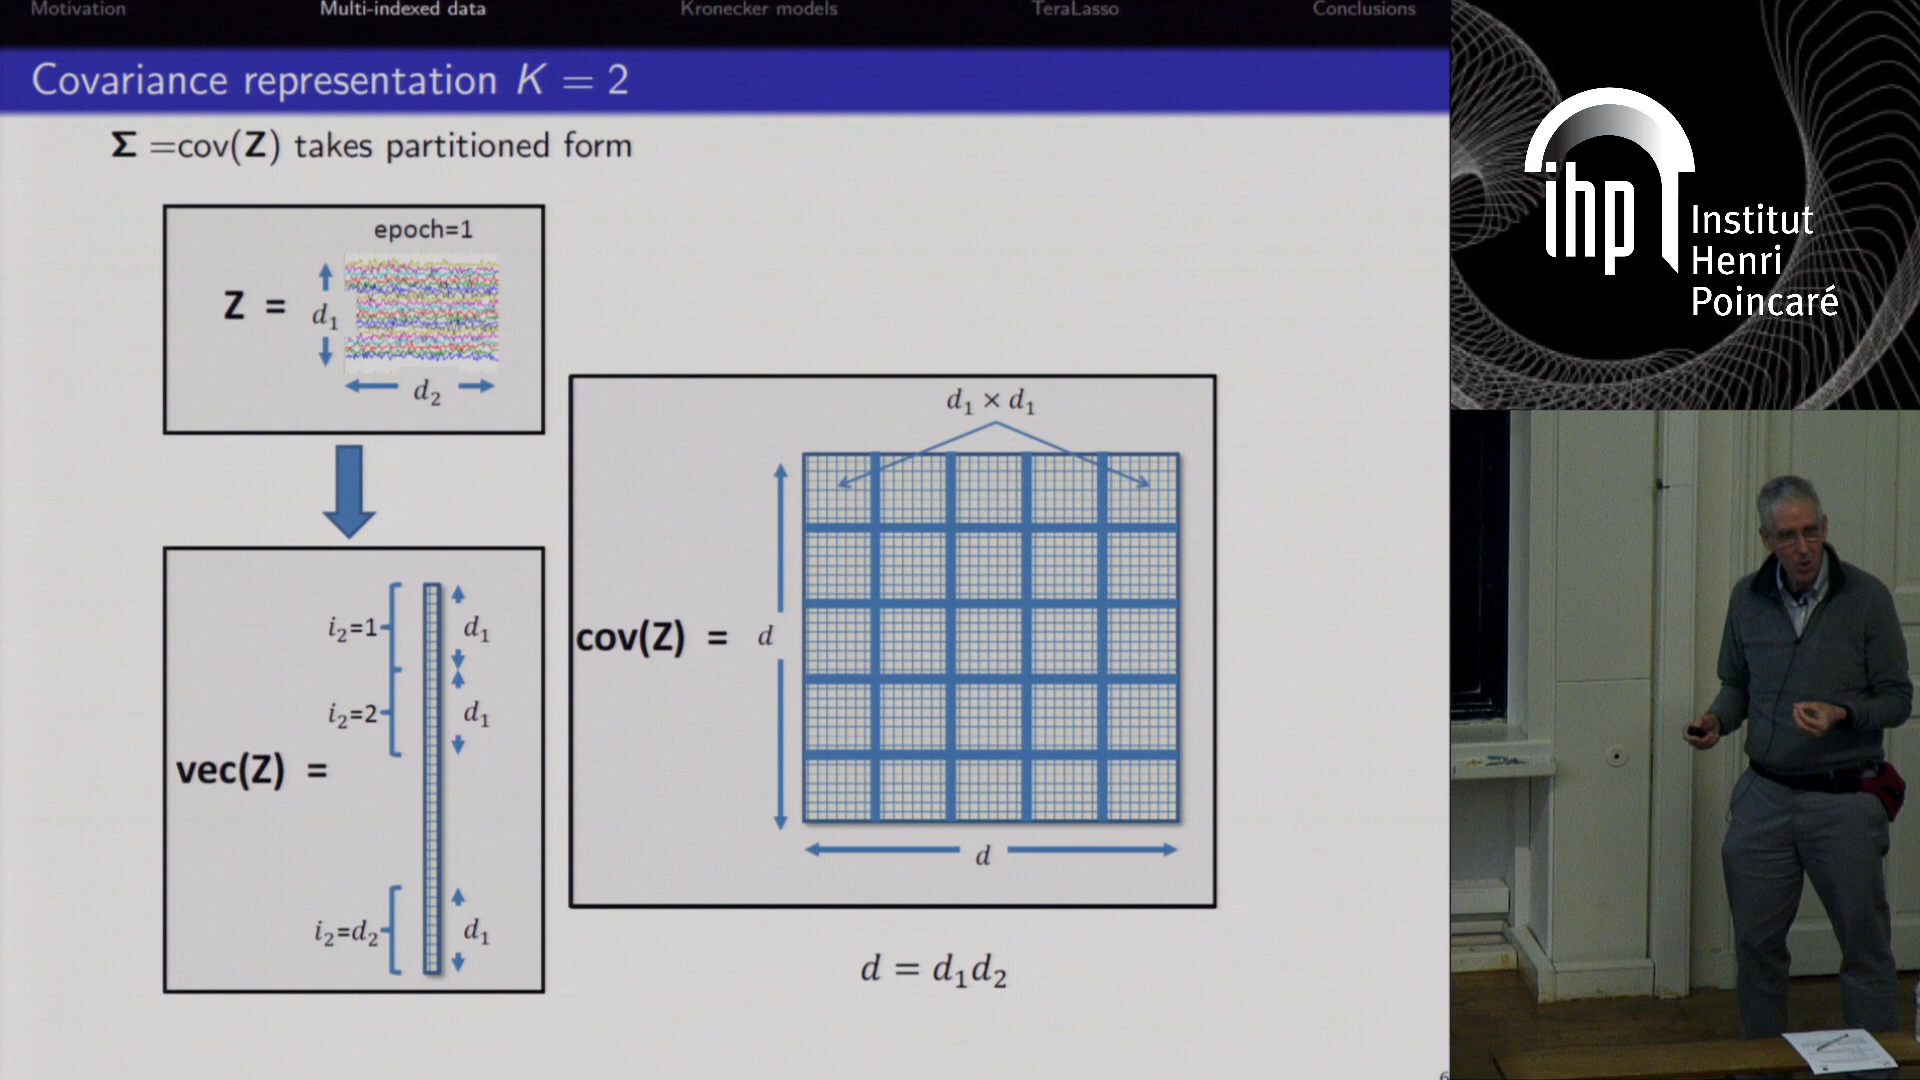 Motivation Multi-indexed data Kronecker models TeraLasso Conclusions
Covariance representation K = 2
Σ =cov(Z) takes partitioned form
epoch=1
Z = d₁
d₂
d₁ × d₁
cov(Z) = d
d
i₂=1 d₁
i₂=2 d₁
vec(Z) =
i₂=d₂ d₁
d = d₁d₂
6
ihp Institut
Henri
Poincaré